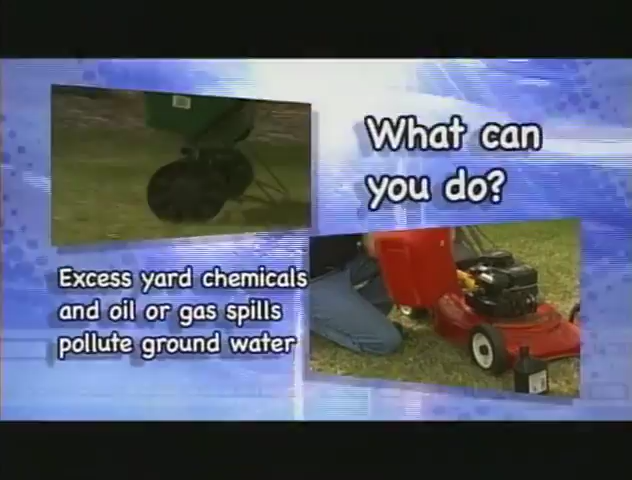 What can
you do?
Excess yard chemicals
and oil or gas spills
pollute ground water